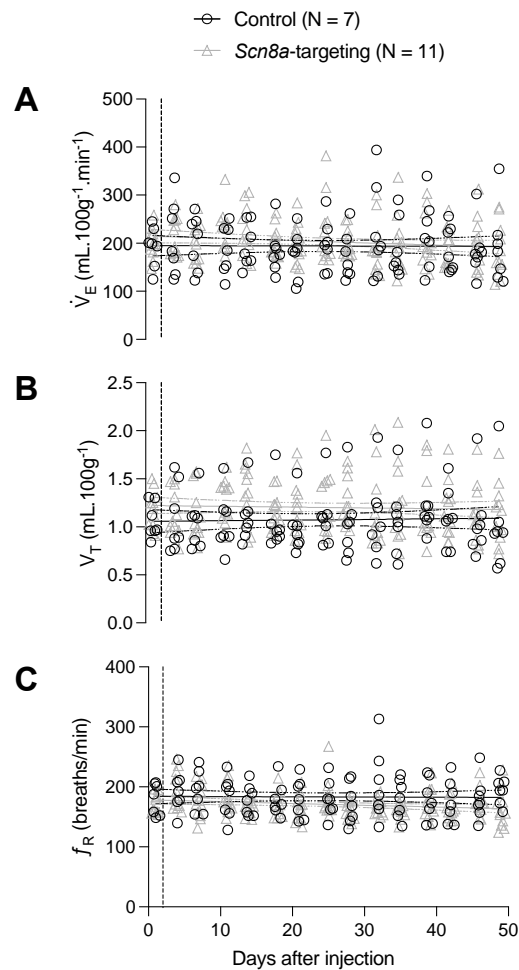 Control (N = 7)
Scn8a-targeting (N = 11)
A
500
400
300
200
100
0
V̇E (mL.100g⁻¹.min⁻¹)
B
2.5
2.0
1.5
1.0
0.5
0.0
VT (mL.100g⁻¹)
C
400
300
200
100
0
fR (breaths/min)
0 10 20 30 40 50
Days after injection